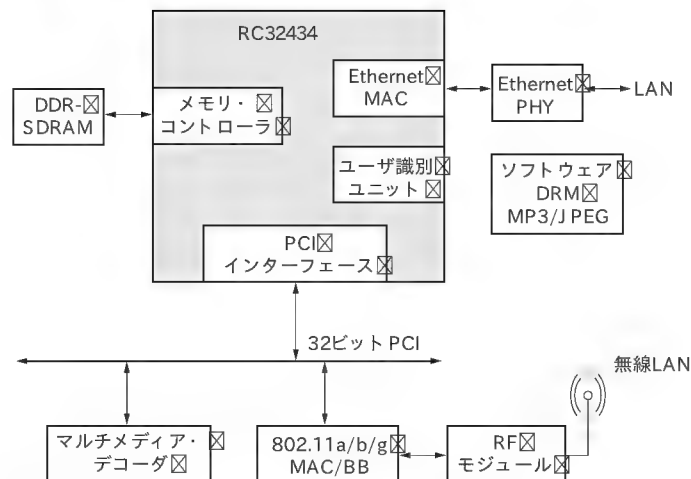 RC32434
Ethernet
MAC
Ethernet
PHY
LAN
DDR-
SDRAM
メモリ・
コントローラ
ユーザ識別
ユニット
ソフトウェア
DRM
MP3/JPEG
PCI
インターフェース
32ビット PCI
無線LAN
マルチメディア・
デコーダ
802.11a/b/g
MAC/BB
RF
モジュール